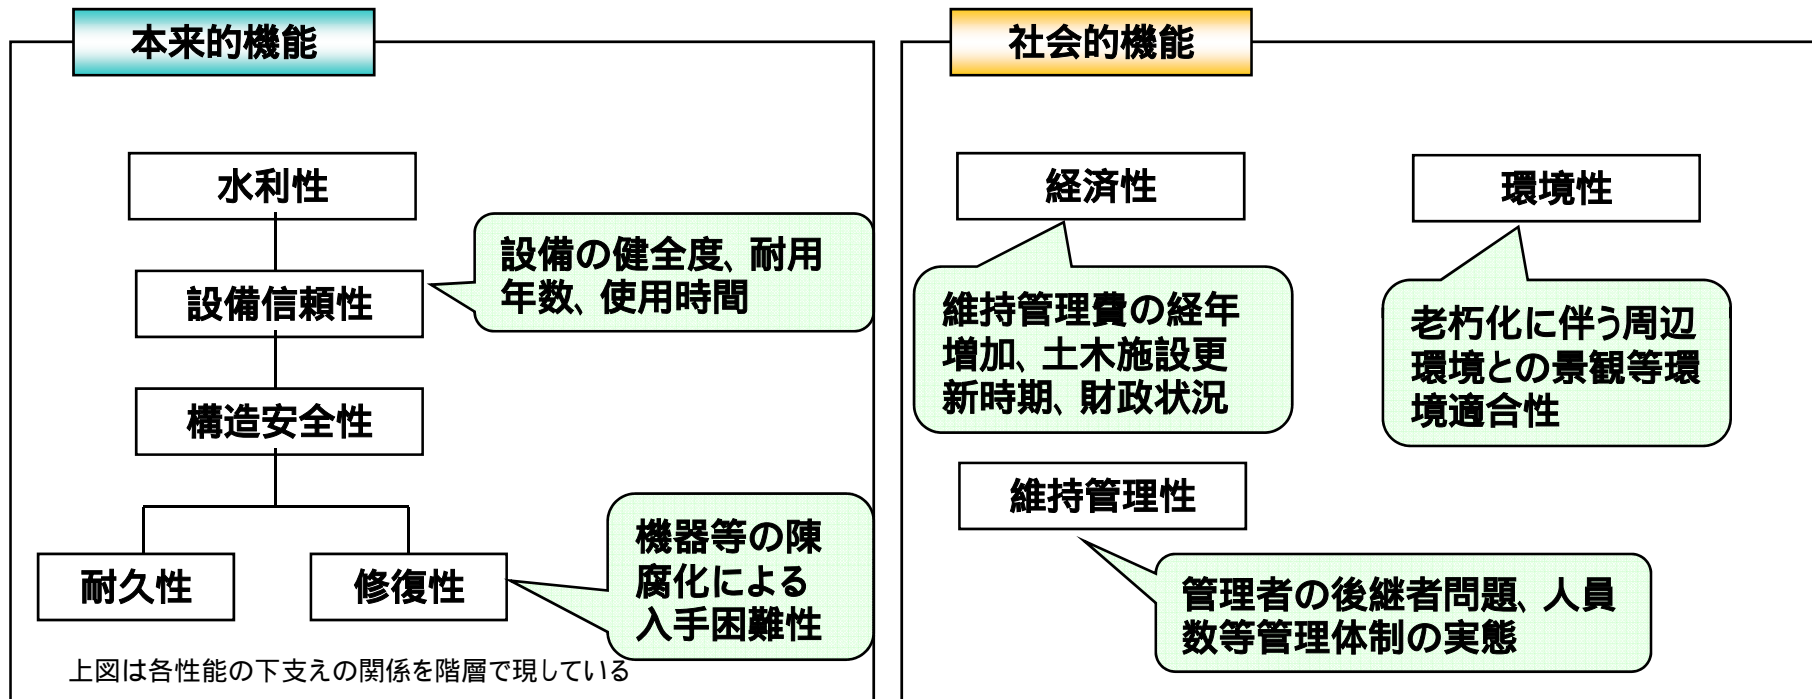 本来的機能
水利性
設備信頼性
設備の健全度、耐用
年数、使用時間
構造安全性
耐久性
修復性
機器等の陳
腐化による
入手困難性
上図は各性能の下支えの関係を階層で現している
社会的機能
経済性
維持管理費の経年
増加、土木施設更
新時期、財政状況
環境性
老朽化に伴う周辺
環境との景観等環
境適合性
維持管理性
管理者の後継者問題、人員
数等管理体制の実態